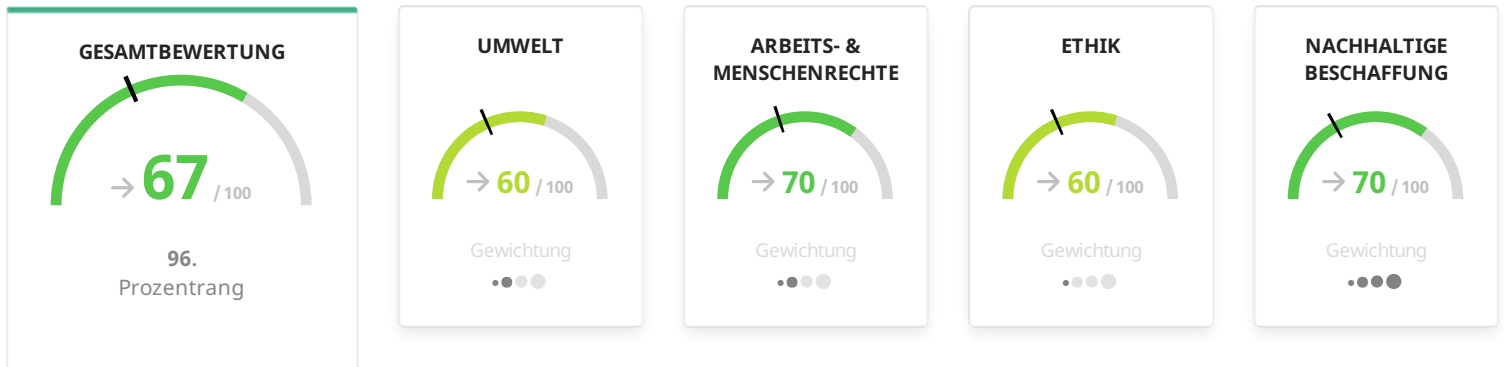 GESAMTBEWERTUNG
→ 67 / 100
96.
Prozentrang
UMWELT
→ 60 / 100
Gewichtung
ARBEITS- &
MENSCHENRECHTE
→ 70 / 100
Gewichtung
ETHIK
→ 60 / 100
Gewichtung
NACHHALTIGE
BESCHAFFUNG
→ 70 / 100
Gewichtung